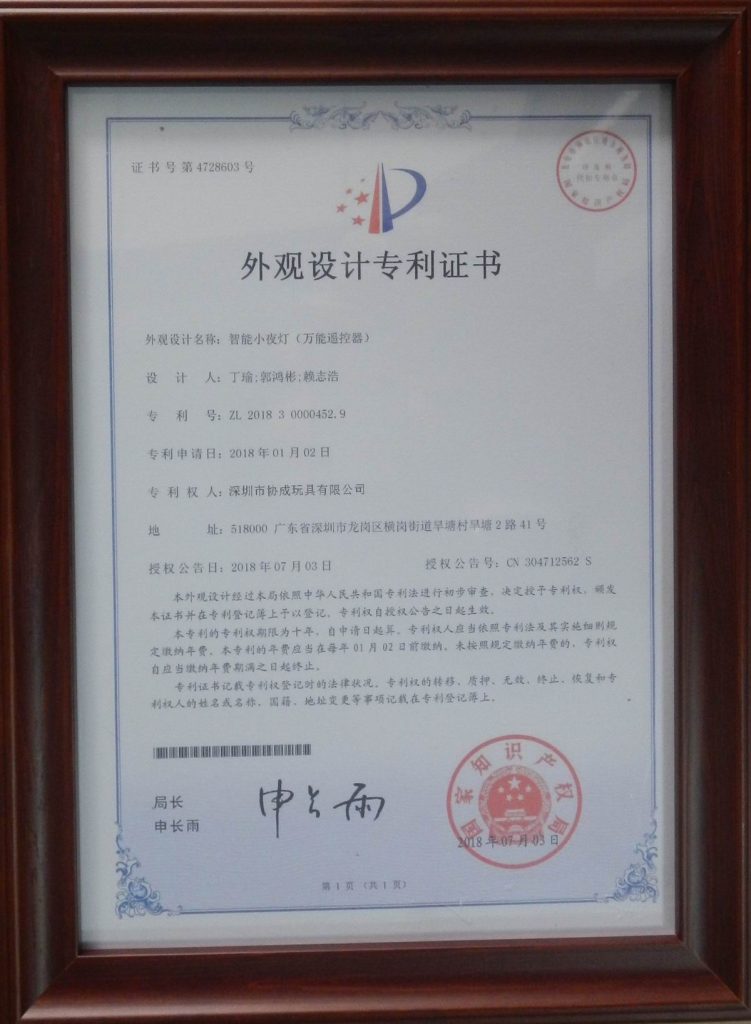 证书号第4728603号
外观设计专利证书
外观设计名称：智能小夜灯（万能遥控器）
设 计 人：丁瑜;郭鸿彬;赖志浩
专 利 号：ZL 2018 3 0000452.9
专利申请日：2018年01月02日
专 利 权 人：深圳市协成玩具有限公司
地 址：518000 广东省深圳市龙岗区横岗街道旱塘村旱塘2路41号
授权公告日：2018年07月03日 授权公告号：CN 304712562 S
本外观设计经过本局依照中华人民共和国专利法进行初步审查，决定授予专利权，颁发
本证书并在专利登记簿上予以登记。专利权自授权公告之日起生效。
本专利的专利权期限为十年，自申请日起算。专利权人应当依照专利法及其实施细则规
定缴纳年费。本专利的年费应当在每年01月02日前缴纳。未按照规定缴纳年费的，专利权
自应当缴纳年费期满之日起终止。
专利证书记载专利权登记时的法律状况。专利权的转移、质押、无效、终止、恢复和专
利权人的姓名或名称、国籍、地址变更等事项记载在专利登记簿上。
局长
申长雨
申长雨
国家知识产权局
2018年07月03日
第1页（共1页）